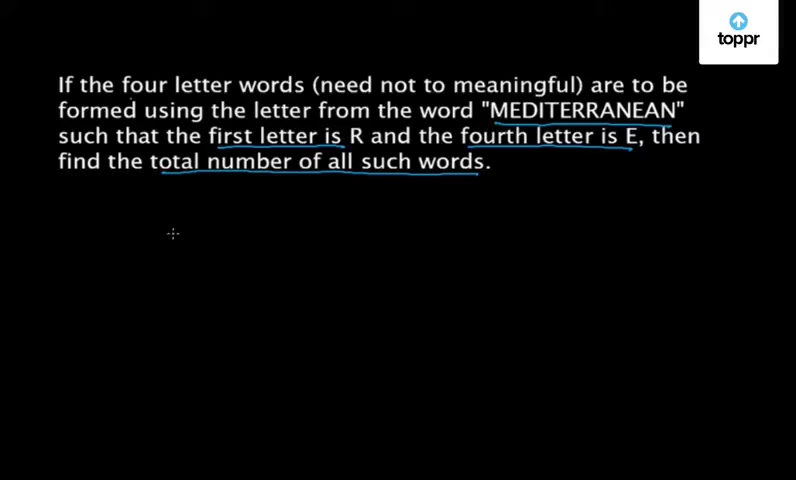 toppr
If the four letter words (need not to meaningful) are to be
formed using the letter from the word "MEDITERRANEAN"
such that the first letter is R and the fourth letter is E, then
find the total number of all such words.